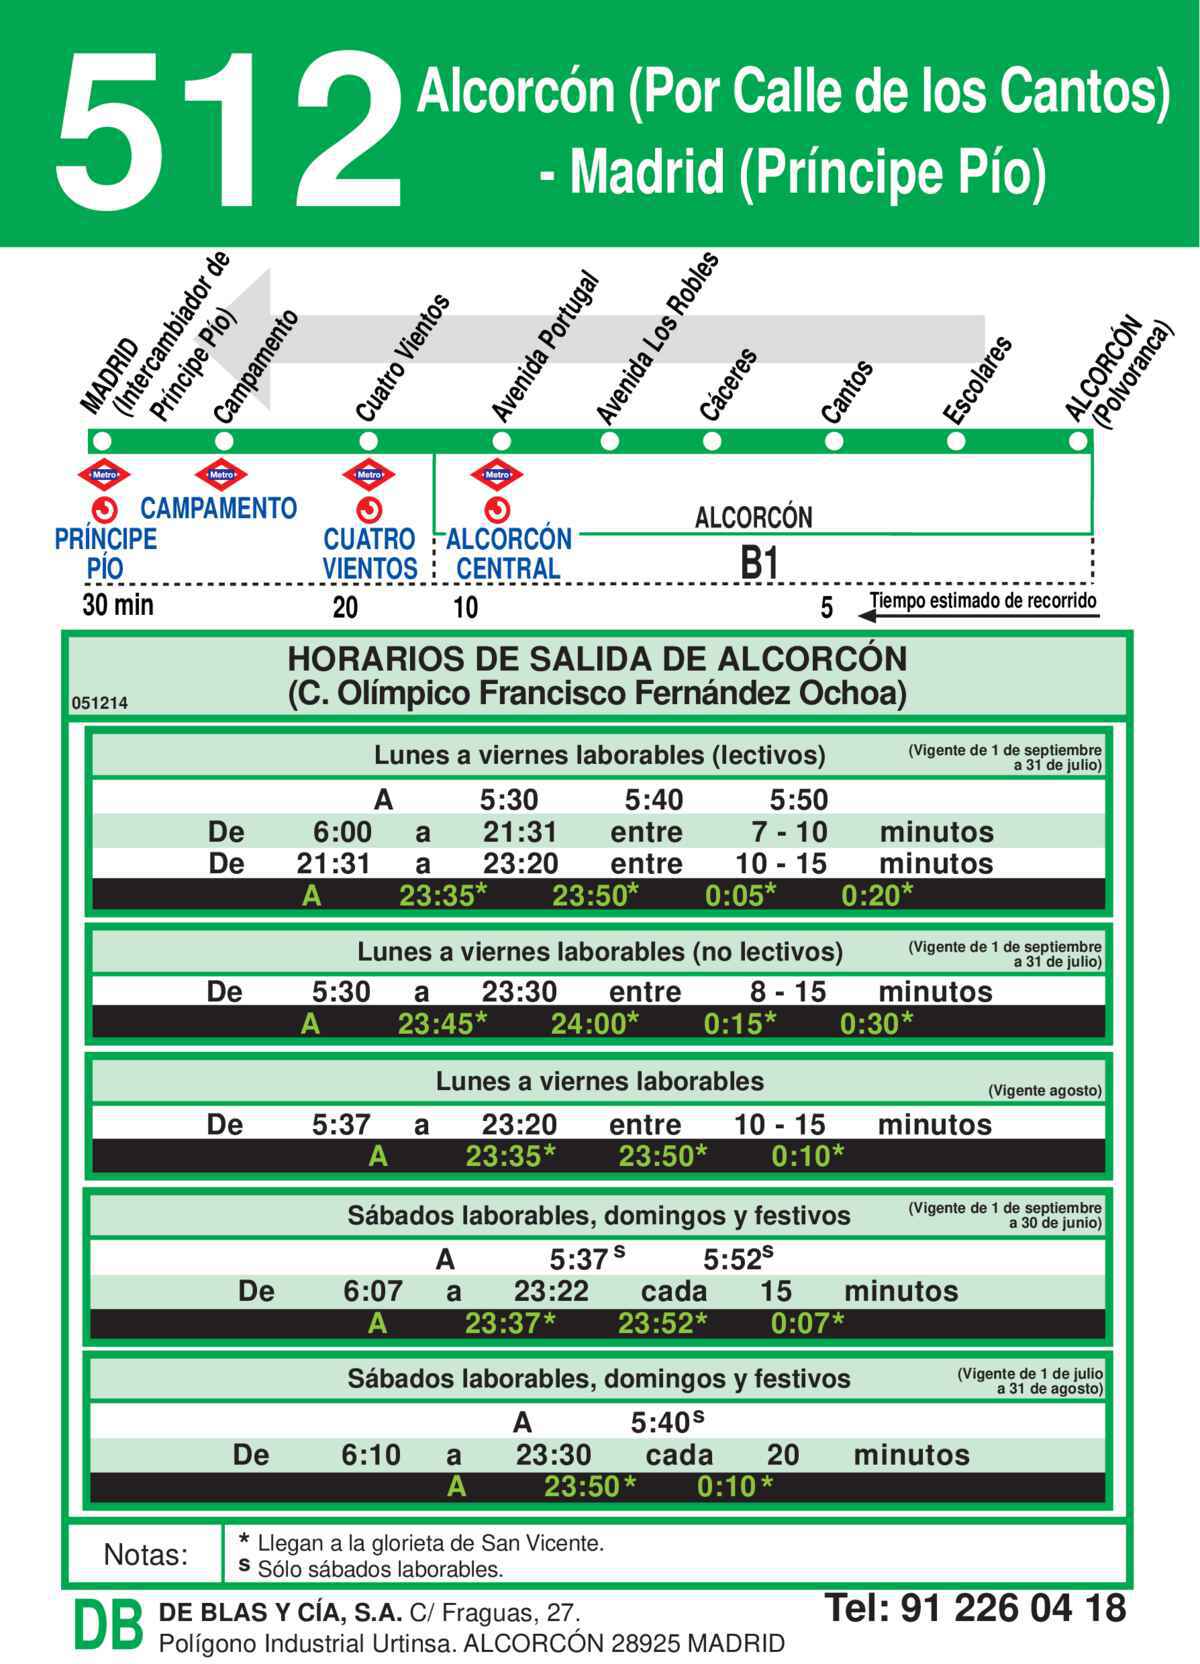 512
Alcorcón (Por Calle de los Cantos)
- Madrid (Príncipe Pío)
MADRID
(Intercambiador de
Príncipe Pío)
Campamento
Cuatro Vientos
Avenida Portugal
Avenida Los Robles
Cáceres
Cantos
Escolares
ALCORCÓN
(Polvoranca)
Metro
Metro
Metro
Metro
PRÍNCIPE
PÍO
CAMPAMENTO
CUATRO
VIENTOS
ALCORCÓN
CENTRAL
ALCORCÓN
B1
30 min 20 10 5 Tiempo estimado de recorrido
HORARIOS DE SALIDA DE ALCORCÓN
(C. Olímpico Francisco Fernández Ochoa)
051214
Lunes a viernes laborables (lectivos) (Vigente de 1 de septiembre
a 31 de julio)
A 5:30 5:40 5:50
De 6:00 a 21:31 entre 7 - 10 minutos
De 21:31 a 23:20 entre 10 - 15 minutos
A 23:35* 23:50* 0:05* 0:20*
Lunes a viernes laborables (no lectivos) (Vigente de 1 de septiembre
a 31 de julio)
De 5:30 a 23:30 entre 8 - 15 minutos
A 23:45* 24:00* 0:15* 0:30*
Lunes a viernes laborables (Vigente agosto)
De 5:37 a 23:20 entre 10 - 15 minutos
A 23:35* 23:50* 0:10*
Sábados laborables, domingos y festivos (Vigente de 1 de septiembre
a 30 de junio)
A 5:37 s 5:52s
De 6:07 a 23:22 cada 15 minutos
A 23:37* 23:52* 0:07*
Sábados laborables, domingos y festivos (Vigente de 1 de julio
a 31 de agosto)
A 5:40s
De 6:10 a 23:30 cada 20 minutos
A 23:50* 0:10*
Notas:
* Llegan a la glorieta de San Vicente.
s Sólo sábados laborables.
DB
DE BLAS Y CÍA, S.A. C/ Fraguas, 27.
Polígono Industrial Urtinsa. ALCORCÓN 28925 MADRID
Tel: 91 226 04 18